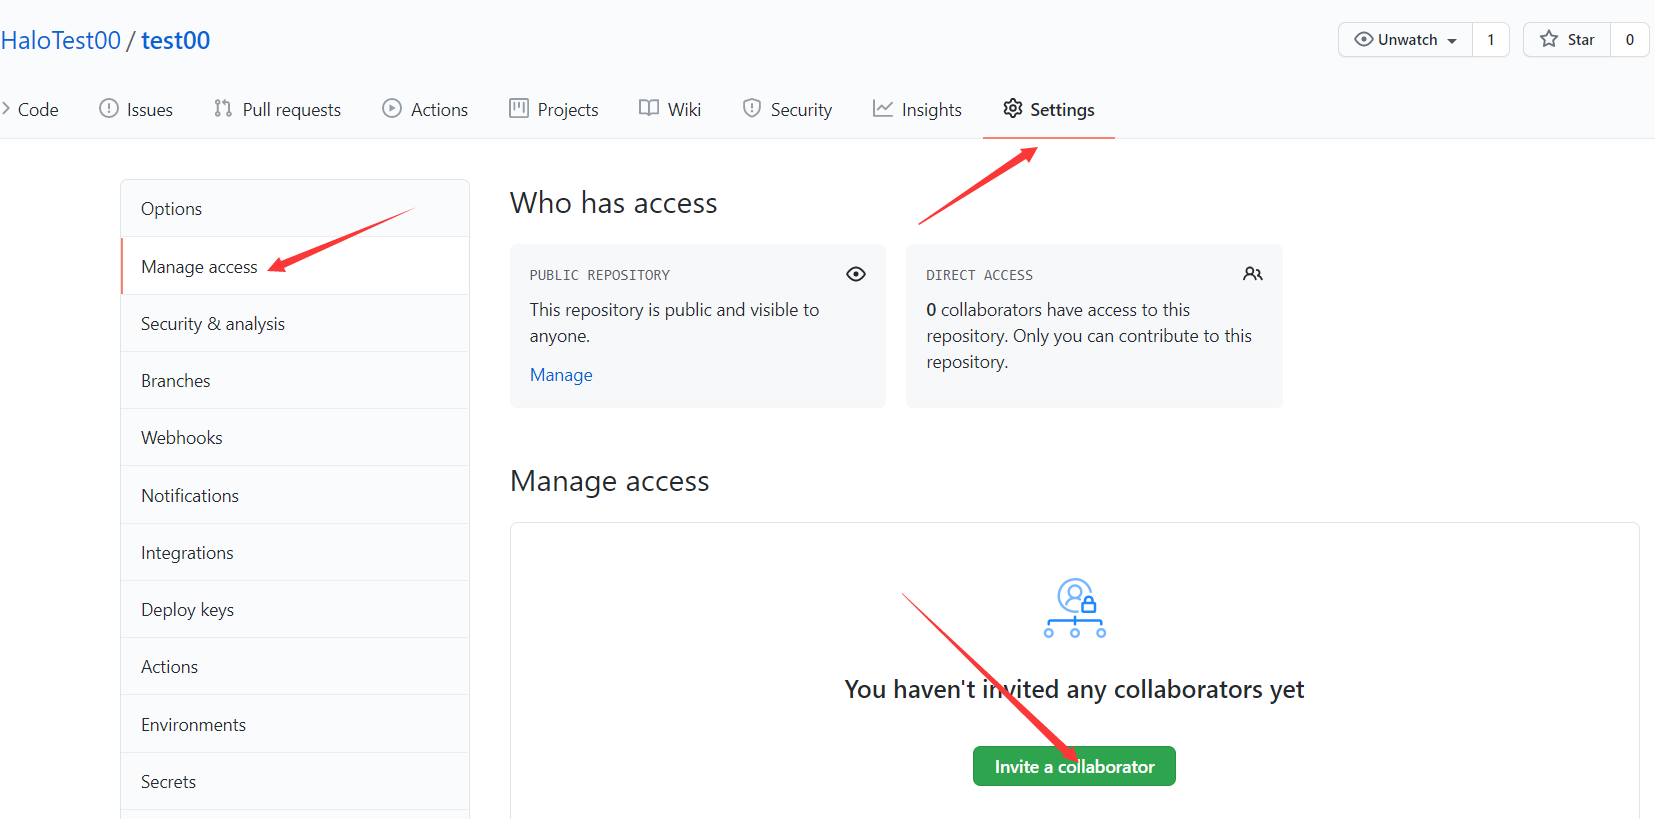 HaloTest00 / test00
Unwatch 1 Star 0
Code Issues Pull requests Actions Projects Wiki Security Insights Settings
Options
Manage access
Security & analysis
Branches
Webhooks
Notifications
Integrations
Deploy keys
Actions
Environments
Secrets
Who has access
PUBLIC REPOSITORY
This repository is public and visible to
anyone.
Manage
DIRECT ACCESS
0 collaborators have access to this
repository. Only you can contribute to this
repository.
Manage access
You haven't invited any collaborators yet
Invite a collaborator